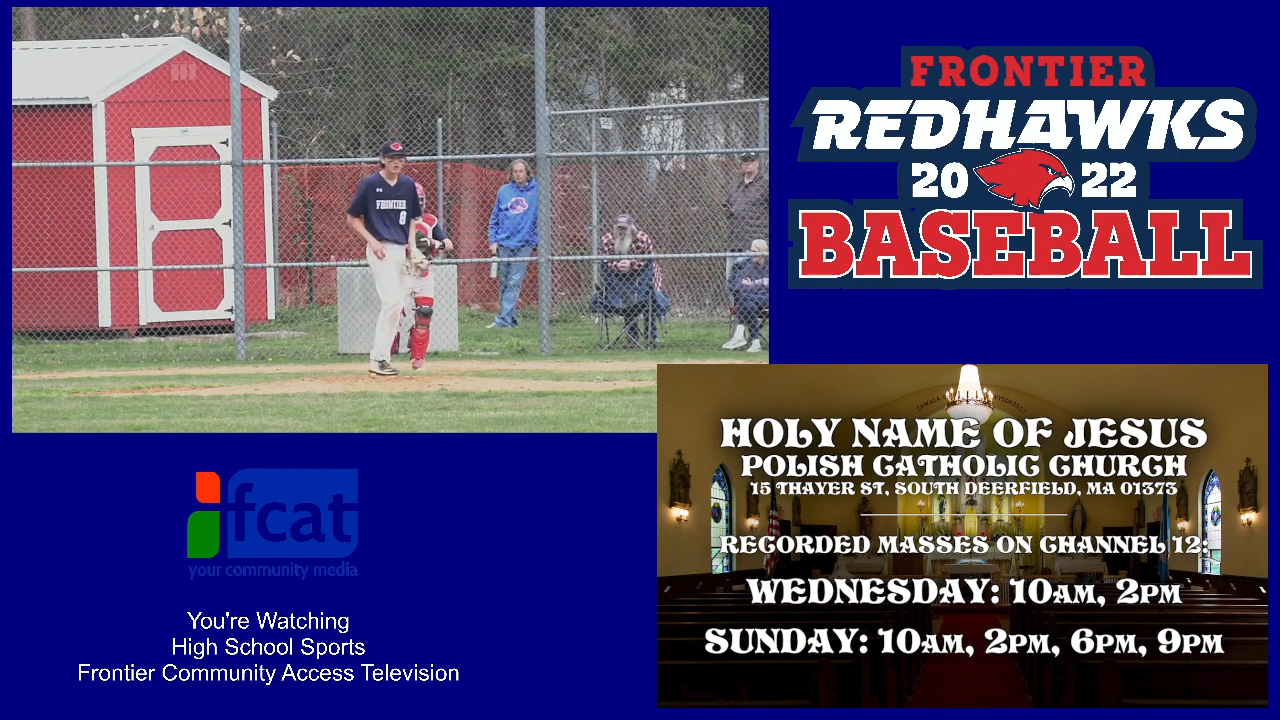 FRONTIER
REDHAWKS
20 22
BASEBALL
FRONTIER
8
HOLY NAME OF JESUS
POLISH CATHOLIC CHURCH
15 THAYER ST, SOUTH DEERFIELD, MA 01373
RECORDED MASSES ON CHANNEL 12:
WEDNESDAY: 10AM, 2PM
SUNDAY: 10AM, 2PM, 6PM, 9PM
fcat
your community media
You're Watching
High School Sports
Frontier Community Access Television